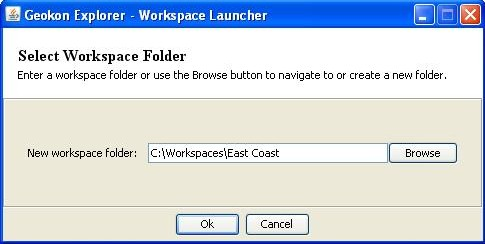 Geokon Explorer - Workspace Launcher
Select Workspace Folder
Enter a workspace folder or use the Browse button to navigate to or create a new folder.
New workspace folder: C:\Workspaces\East Coast Browse
Ok Cancel